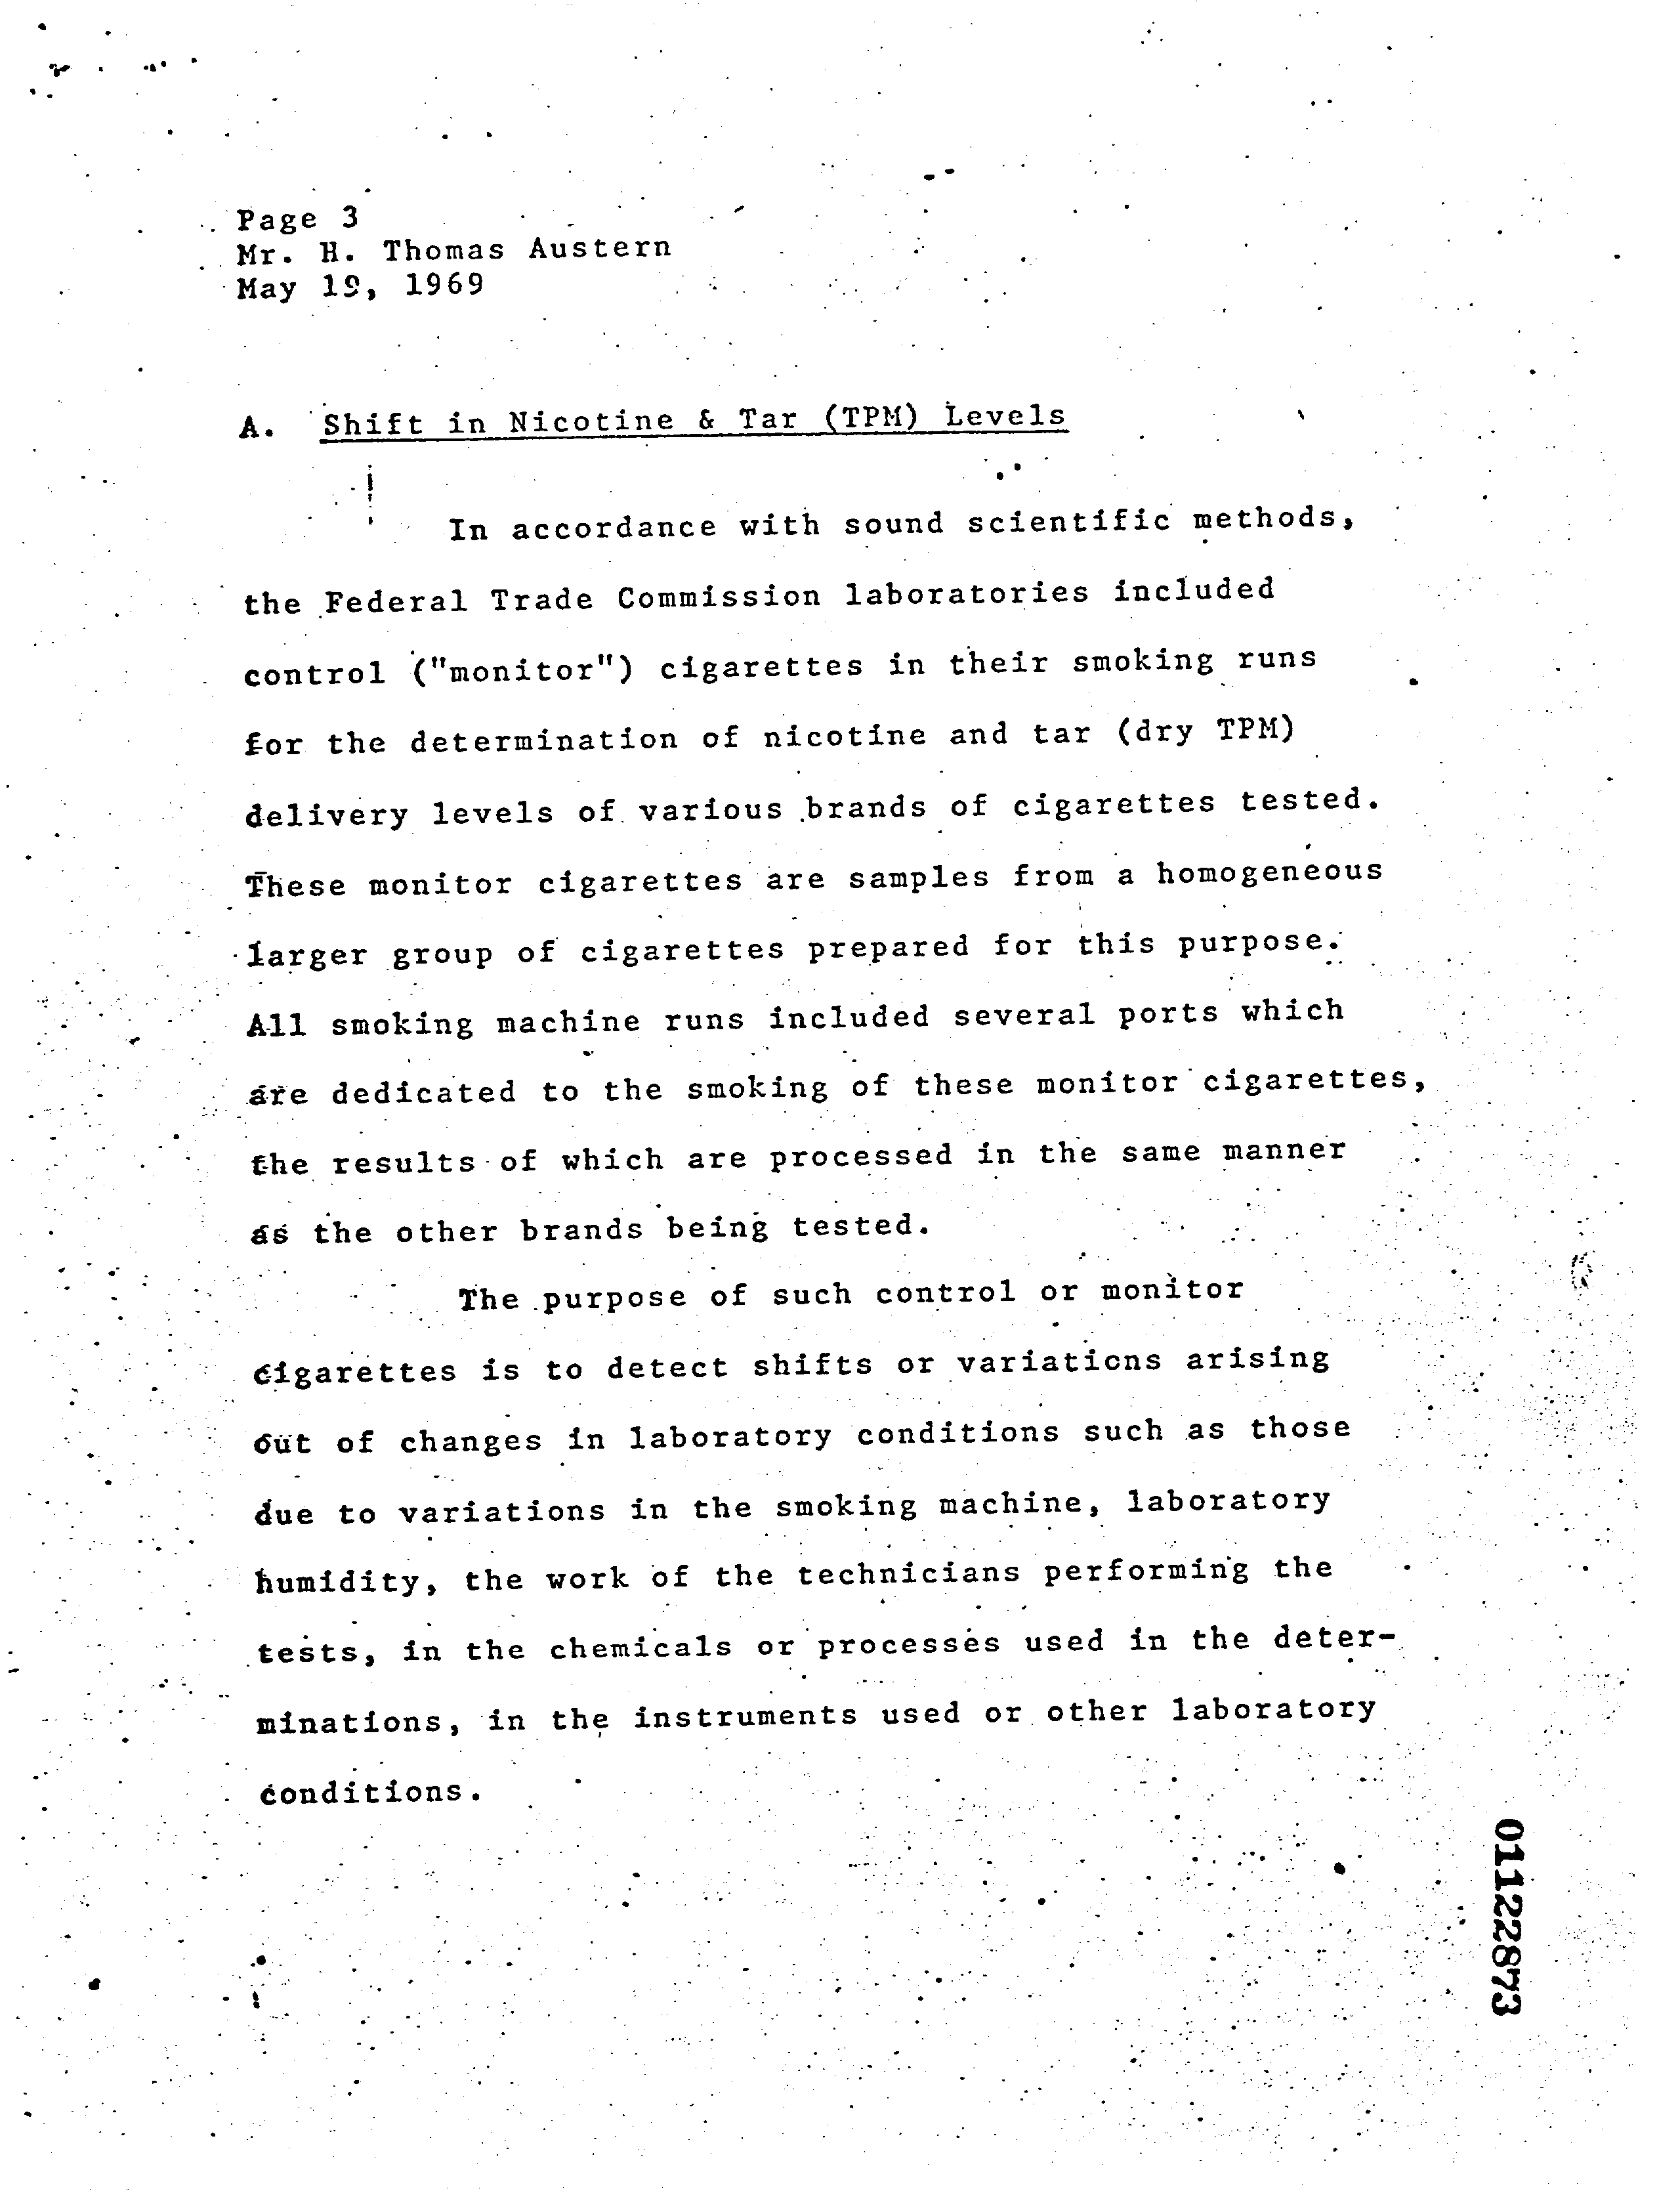 Page 3
Mr. H. Thomas Austern
May 19, 1969
A. Shift in Nicotine & Tar (TPM) Levels
In accordance with sound scientific methods,
the Federal Trade Commission laboratories included
control ("monitor") cigarettes in their smoking runs
for the determination of nicotine and tar (dry TPM)
delivery levels of various brands of cigarettes tested.
These monitor cigarettes are samples from a homogeneous
larger group of cigarettes prepared for this purpose.
All smoking machine runs included several ports which
are dedicated to the smoking of these monitor cigarettes,
the results of which are processed in the same manner
as the other brands being tested.
The purpose of such control or monitor
cigarettes is to detect shifts or variations arising
out of changes in laboratory conditions such as those
due to variations in the smoking machine, laboratory
humidity, the work of the technicians performing the
tests, in the chemicals or processes used in the deter-
minations, in the instruments used or other laboratory
conditions.
01122873